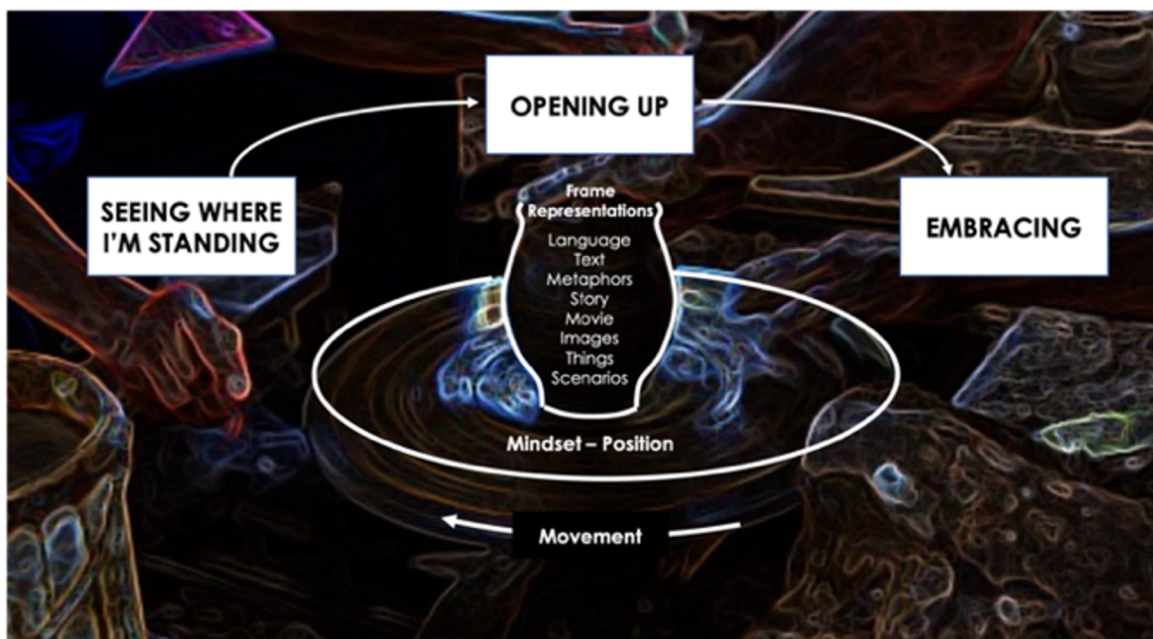 OPENING UP
SEEING WHERE
I'M STANDING
EMBRACING
Frame
Representations
Language
Text
Metaphors
Story
Movie
Images
Things
Scenarios
Mindset – Position
Movement